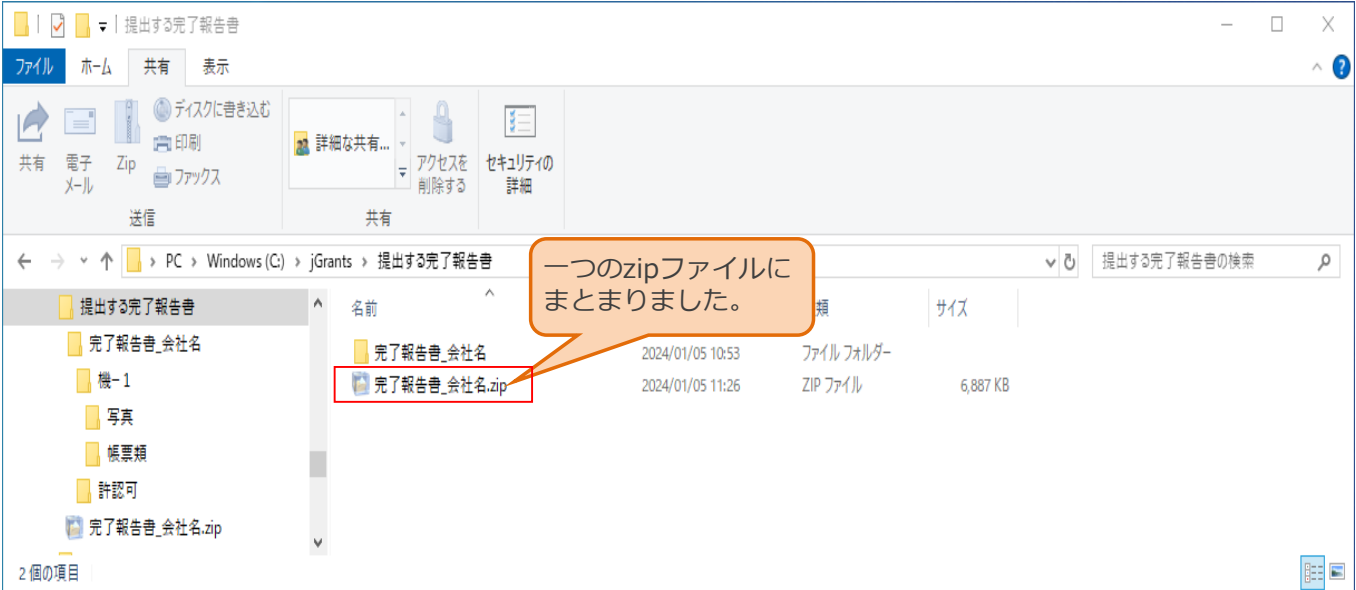 提出する完了報告書
ファイル ホーム 共有 表示
共有
電子
メール
Zip
ディスクに書き込む
印刷
ファックス
送信
詳細な共有...
アクセスを
削除する
共有
セキュリティの
詳細
PC › Windows (C:) › jGrants › 提出する完了報告書
提出する完了報告書の検索
一つのzipファイルに
まとまりました。
提出する完了報告書
完了報告書_会社名
機-1
写真
帳票類
許認可
完了報告書_会社名.zip
名前 類 サイズ
完了報告書_会社名 2024/01/05 10:53 ファイル フォルダー
完了報告書_会社名.zip 2024/01/05 11:26 ZIP ファイル 6,887 KB
2 個の項目